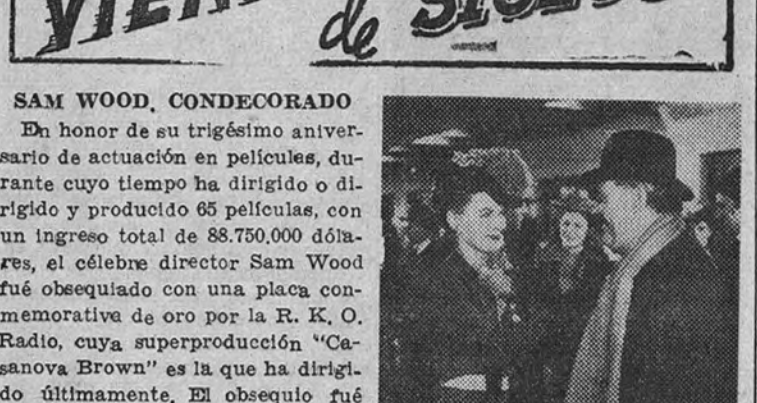 de
SAM WOOD, CONDECORADO
En honor de su trigésimo aniver-
sario de actuación en películas, du-
rante cuyo tiempo ha dirigido o di-
rigido y producido 65 películas, con
un ingreso total de 88.750.000 dóla-
res, el célebre director Sam Wood
fué obsequiado con una placa con-
memorativa de oro por la R. K. O.
Radio, cuya superproducción "Ca-
sanova Brown" es la que ha dirigi-
do últimamente. El obsequio fué